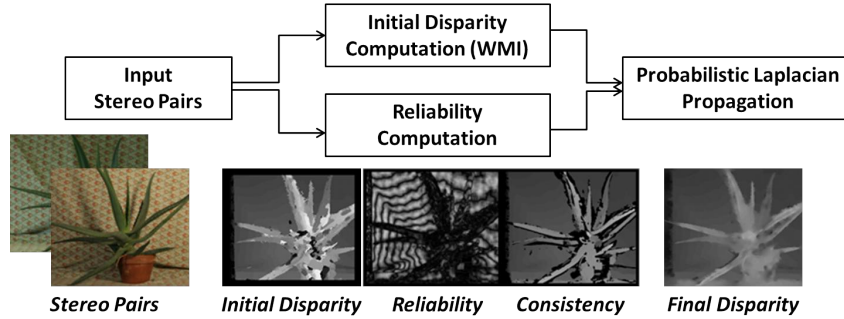 Initial Disparity
Computation (WMI)
Input
Stereo Pairs
Probabilistic Laplacian
Propagation
Reliability
Computation
Stereo Pairs
Initial Disparity
Reliability
Consistency
Final Disparity